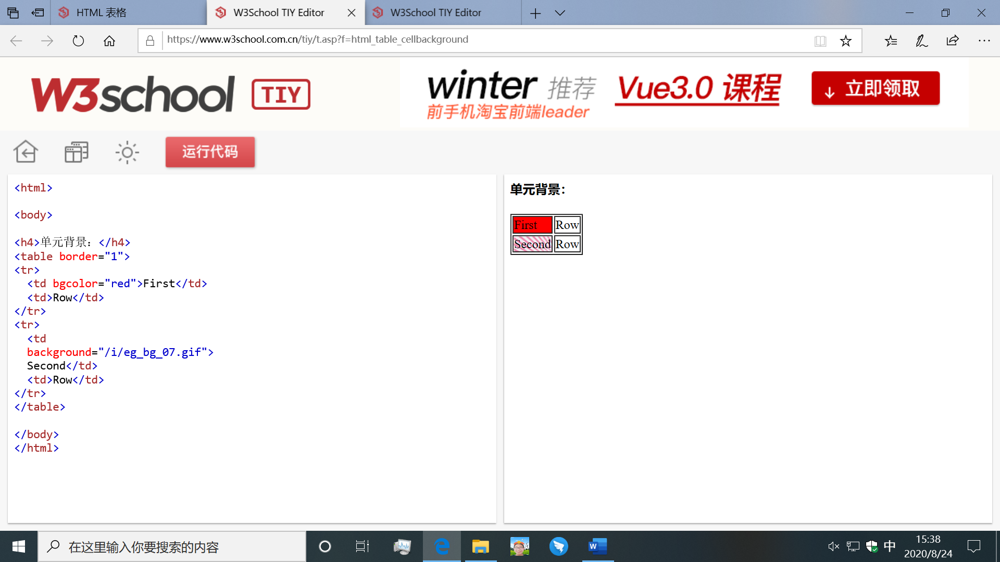 HTML 表格
W3School TIY Editor
W3School TIY Editor
https://www.w3school.com.cn/tiy/t.asp?f=html_table_cellbackground
W3school TIY
winter 推荐
前手机淘宝前端leader
Vue3.0 课程
立即领取
运行代码
<html>
<body>
<h4>单元背景：</h4>
<table border="1">
<tr>
<td bgcolor="red">First</td>
<td>Row</td>
</tr>
<tr>
<td
background="/i/eg_bg_07.gif">
Second</td>
<td>Row</td>
</tr>
</table>
</body>
</html>
单元背景：
First Row
Second Row
在这里输入你要搜索的内容
中
15:38
2020/8/24